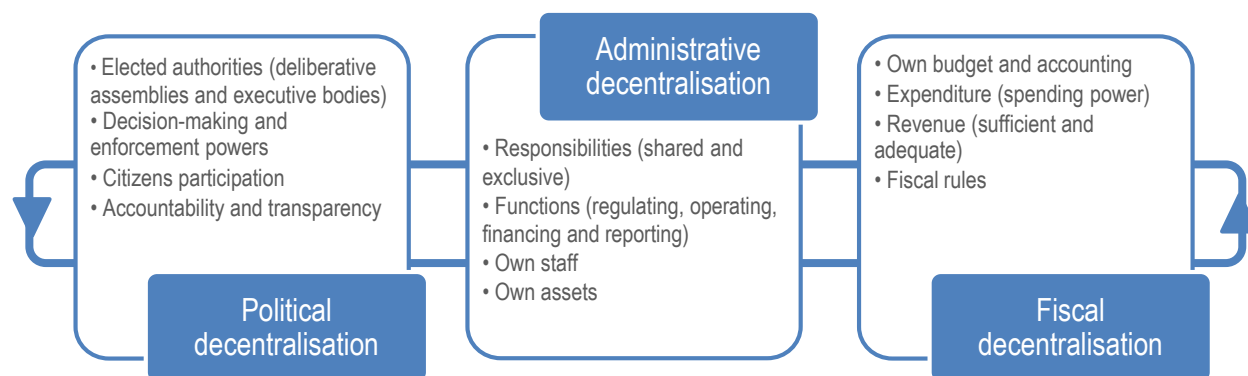 • Elected authorities (deliberative
assemblies and executive bodies)
• Decision-making and
enforcement powers
• Citizens participation
• Accountability and transparency
Political
decentralisation
Administrative
decentralisation
• Responsibilities (shared and
exclusive)
• Functions (regulating, operating,
financing and reporting)
• Own staff
• Own assets
• Own budget and accounting
• Expenditure (spending power)
• Revenue (sufficient and
adequate)
• Fiscal rules
Fiscal
decentralisation